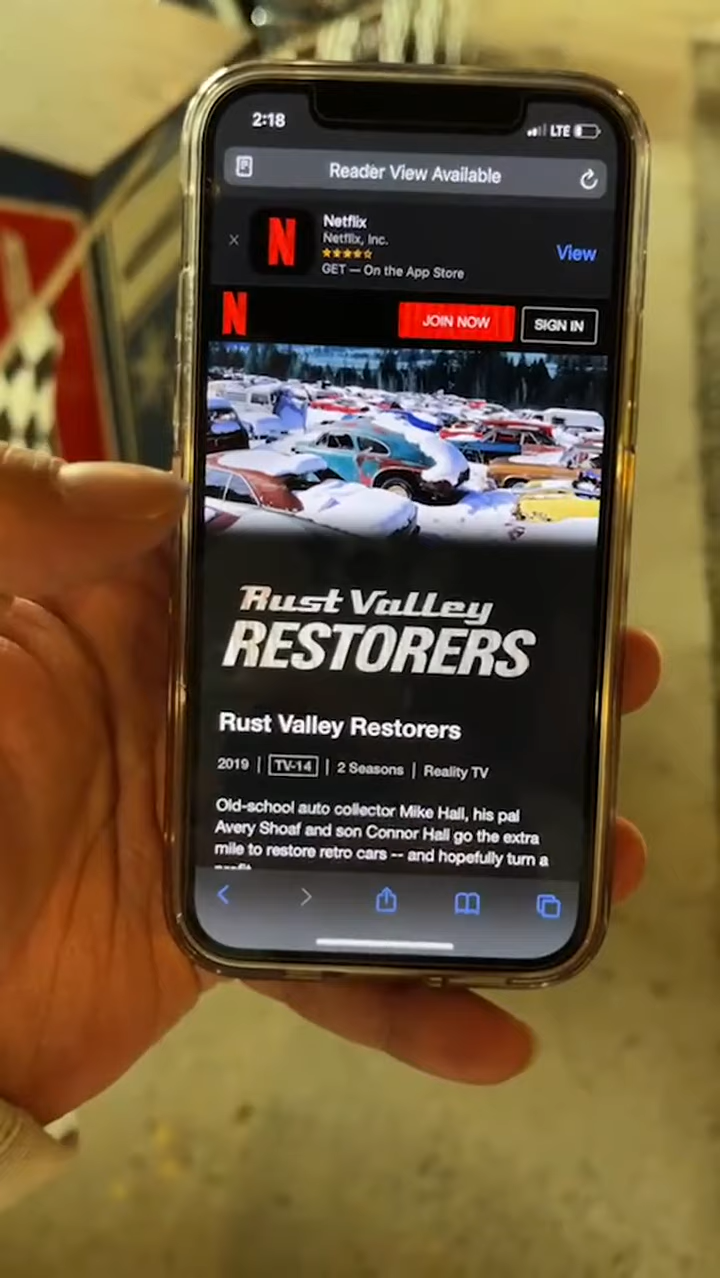 2:18
LTE
Reader View Available
Netflix
Netflix, Inc.
GET — On the App Store
View
N
N
JOIN NOW
SIGN IN
Rust Valley
RESTORERS
Rust Valley Restorers
2019 | TV-14 | 2 Seasons | Reality TV
Old-school auto collector Mike Hall, his pal
Avery Shoaf and son Connor Hall go the extra
mile to restore retro cars -- and hopefully turn a